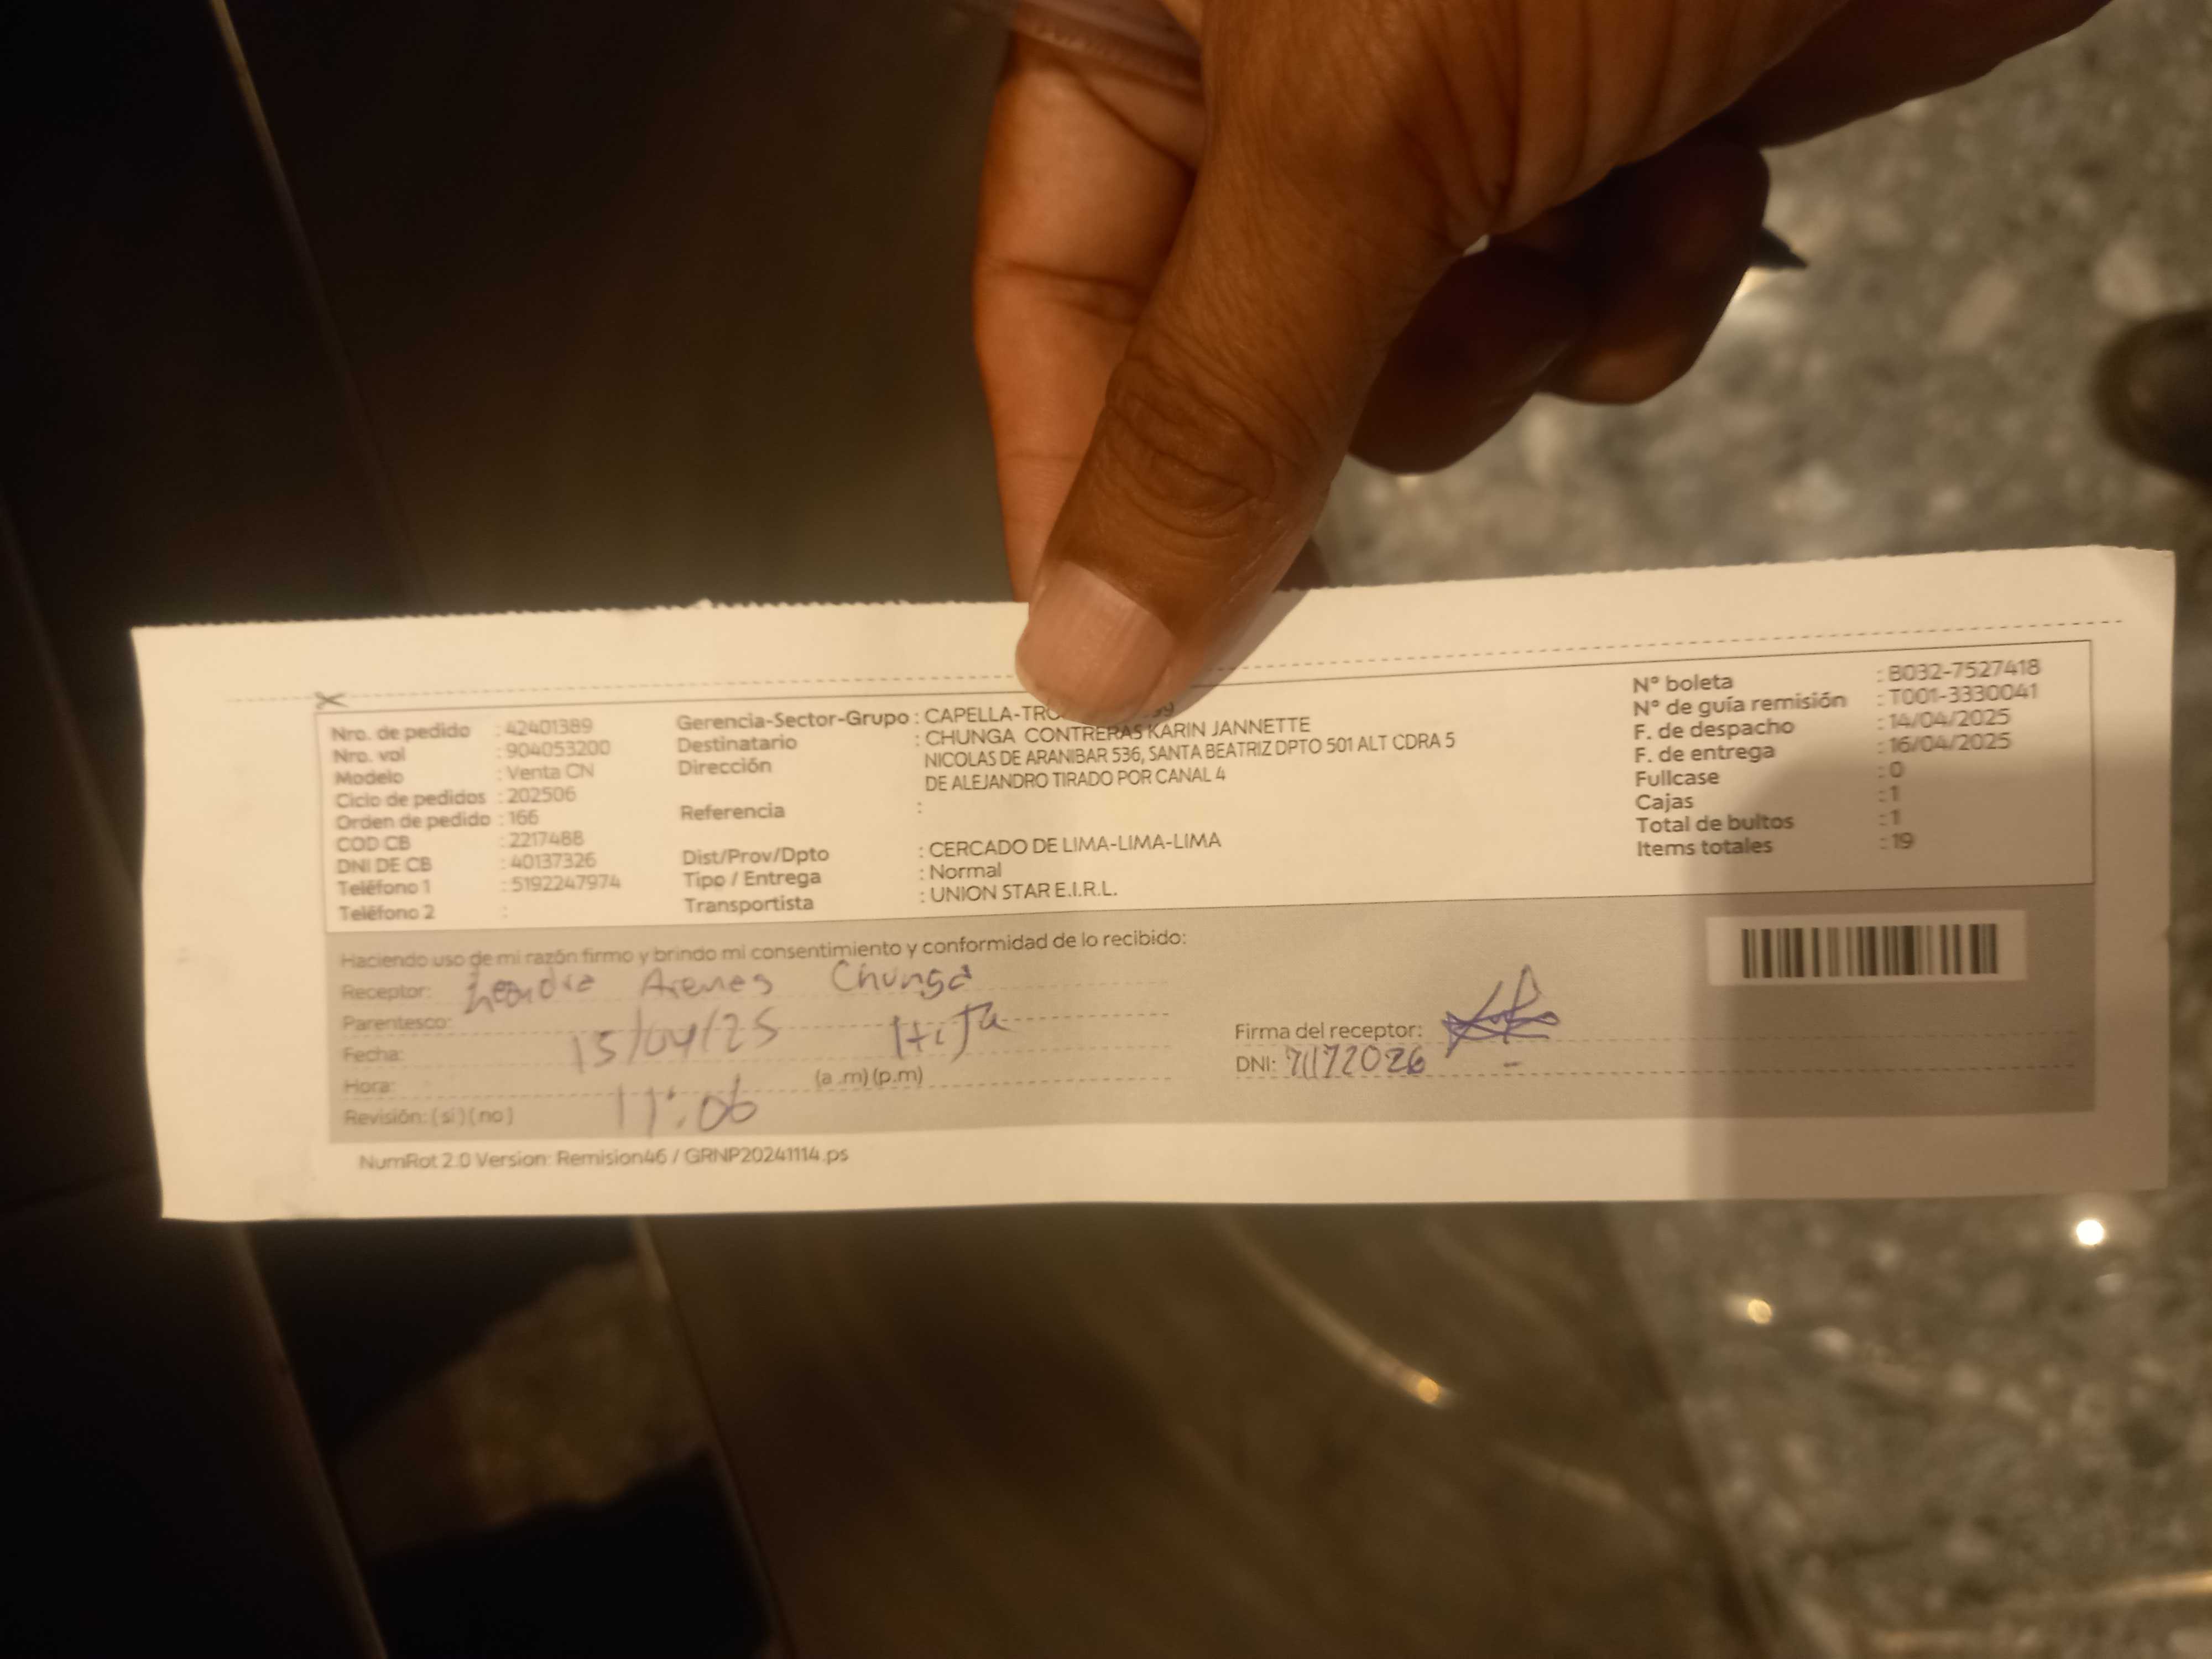 Nro. de pedido : 42401389
Nro. val : 904053200
Modelo : Venta CN
Ciclo de pedidos : 202506
Orden de pedido : 166
COD CB : 2217488
DNI DE CB : 40137326
Teléfono 1 : 5192247974
Teléfono 2 :
Gerencia-Sector-Grupo : CAPELLA-TRO
Destinatario : CHUNGA CONTRERAS KARIN JANNETTE
Dirección NICOLAS DE ARANIBAR 536, SANTA BEATRIZ DPTO 501 ALT CDRA 5
DE ALEJANDRO TIRADO POR CANAL 4
Referencia :
Dist/Prov/Dpto : CERCADO DE LIMA-LIMA-LIMA
Tipo / Entrega : Normal
Transportista : UNION STAR E.I.R.L.
N° boleta : B032-7527418
N° de guía remisión : T001-3330041
F. de despacho : 14/04/2025
F. de entrega : 16/04/2025
Fullcase : 0
Cajas : 1
Total de bultos : 1
Items totales : 19
Haciendo uso de mi razón firmo y brindo mi consentimiento y conformidad de lo recibido:
Receptor: Chunga
Parentesco: Hija
Fecha: 15/04/25
Hora: 11:06 (a .m) (p.m)
Revisión: ( si ) ( no )
Firma del receptor:
DNI: 71172026
NumRot 2.0 Version: Remision46 / GRNP20241114.ps